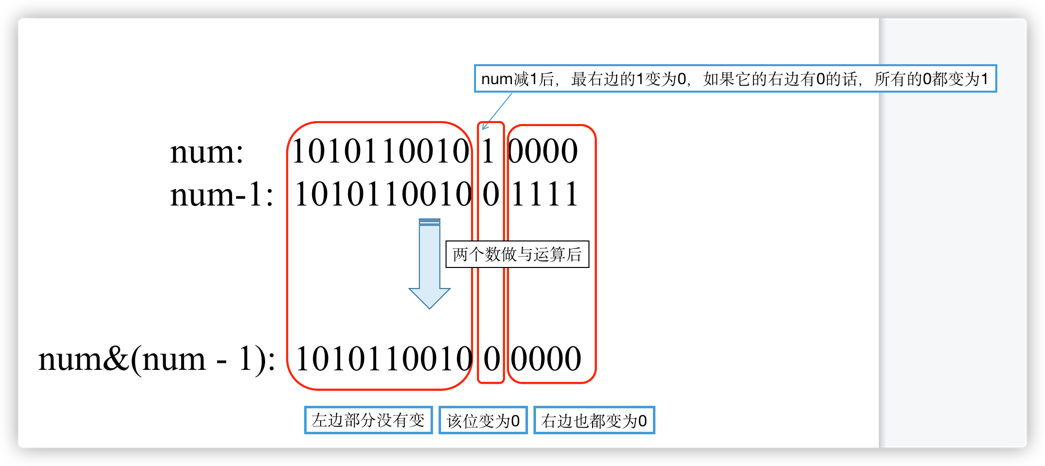 num减1后，最右边的1变为0，如果它的右边有0的话，所有的0都变为1
num: 1010110010 1 0000
num-1: 1010110010 0 1111
两个数做与运算后
num&(num - 1): 1010110010 0 0000
左边部分没有变 该位变为0 右边也都变为0